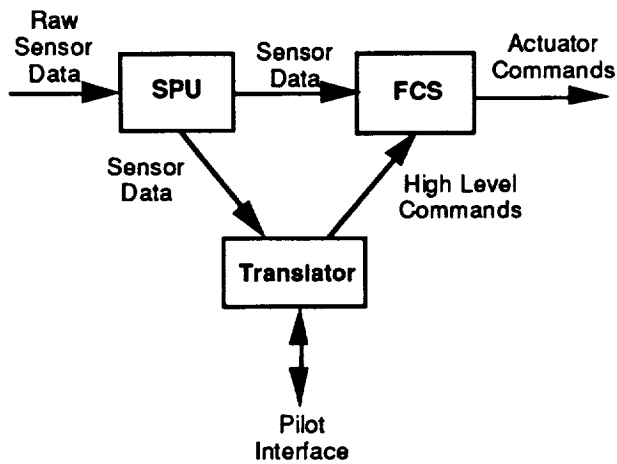 Raw
Sensor
Data
SPU
Sensor
Data
FCS
Actuator
Commands
Sensor
Data
High Level
Commands
Translator
Pilot
Interface